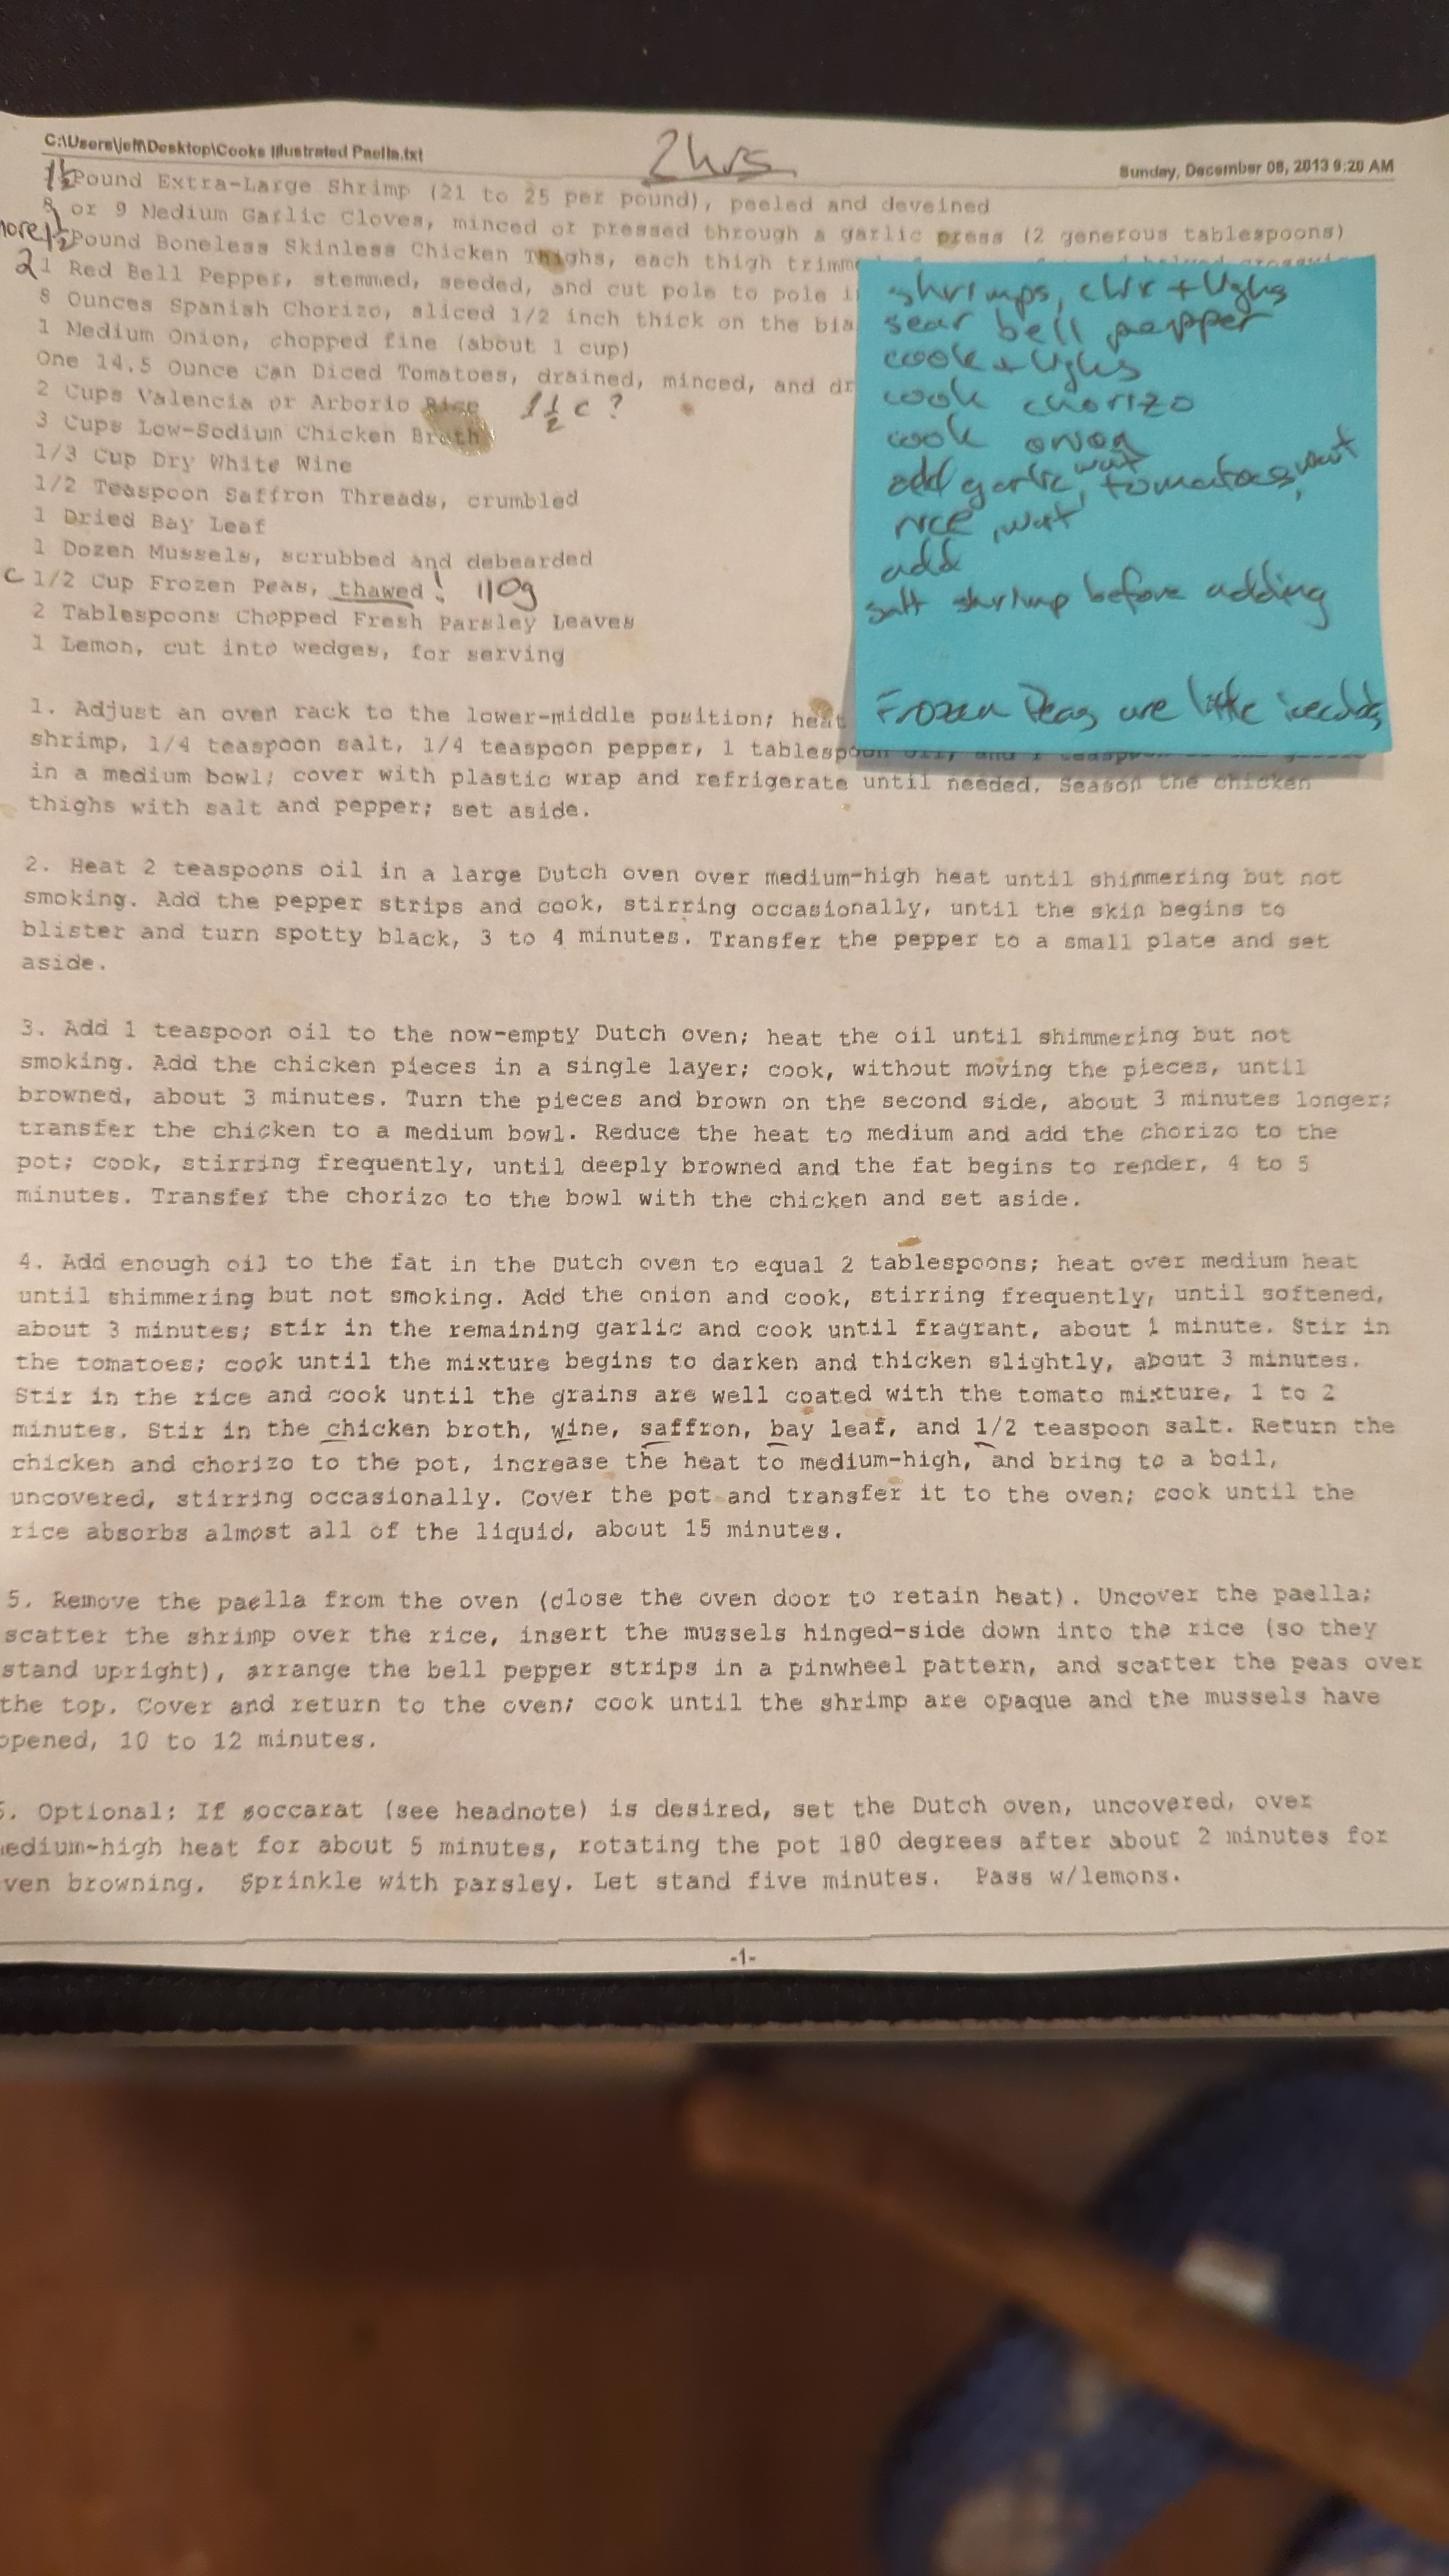 C:\Users\jeff\Desktop\Cooks Illustrated Paella.txt
2hrs
Sunday, December 08, 2013 9:20 AM
Pound Extra-Large Shrimp (21 to 25 per pound), peeled and deveined
8 or 9 Medium Garlic Cloves, minced or pressed through a garlic press (2 generous tablespoons)
more 1 1/2 Pound Boneless Skinless Chicken Thighs, each thigh
2 1 Red Bell Pepper, stemmed, seeded, and cut pole to pole
8 Ounces Spanish Chorizo, sliced 1/2 inch thick on the
1 Medium Onion, chopped fine (about 1 cup)
One 14.5 Ounce Can Diced Tomatoes, drained, minced, and
2 Cups Valencia or Arborio Rice 1 1/2 c ?
3 Cups Low-Sodium Chicken Broth
1/3 Cup Dry White Wine
1/2 Teaspoon Saffron Threads, crumbled
1 Dried Bay Leaf
1 Dozen Mussels, scrubbed and debearded
c 1/2 Cup Frozen Peas, thawed! 110g
2 Tablespoons Chopped Fresh Parsley Leaves
1 Lemon, cut into wedges, for serving
shrimps, chx + Ughs
sear bell pepper
cook + Ughs
cook chorizo
cook onion
add garlic, wait tomatoes, wait
rice, wait
add
salt shrimp before adding
Frozen Peas are little
1. Adjust an oven rack to the lower-middle position; heat
shrimp, 1/4 teaspoon salt, 1/4 teaspoon pepper, 1 tablespoon oil, and 1
in a medium bowl; cover with plastic wrap and refrigerate until needed. Season the chicken
thighs with salt and pepper; set aside.
2. Heat 2 teaspoons oil in a large Dutch oven over medium-high heat until shimmering but not
smoking. Add the pepper strips and cook, stirring occasionally, until the skin begins to
blister and turn spotty black, 3 to 4 minutes. Transfer the pepper to a small plate and set
aside.
3. Add 1 teaspoon oil to the now-empty Dutch oven; heat the oil until shimmering but not
smoking. Add the chicken pieces in a single layer; cook, without moving the pieces, until
browned, about 3 minutes. Turn the pieces and brown on the second side, about 3 minutes longer;
transfer the chicken to a medium bowl. Reduce the heat to medium and add the chorizo to the
pot; cook, stirring frequently, until deeply browned and the fat begins to render, 4 to 5
minutes. Transfer the chorizo to the bowl with the chicken and set aside.
4. Add enough oil to the fat in the Dutch oven to equal 2 tablespoons; heat over medium heat
until shimmering but not smoking. Add the onion and cook, stirring frequently, until softened,
about 3 minutes; stir in the remaining garlic and cook until fragrant, about 1 minute. Stir in
the tomatoes; cook until the mixture begins to darken and thicken slightly, about 3 minutes.
Stir in the rice and cook until the grains are well coated with the tomato mixture, 1 to 2
minutes. Stir in the chicken broth, wine, saffron, bay leaf, and 1/2 teaspoon salt. Return the
chicken and chorizo to the pot, increase the heat to medium-high, and bring to a boil,
uncovered, stirring occasionally. Cover the pot and transfer it to the oven; cook until the
rice absorbs almost all of the liquid, about 15 minutes.
5. Remove the paella from the oven (close the oven door to retain heat). Uncover the paella;
scatter the shrimp over the rice, insert the mussels hinged-side down into the rice (so they
stand upright), arrange the bell pepper strips in a pinwheel pattern, and scatter the peas over
the top. Cover and return to the oven; cook until the shrimp are opaque and the mussels have
opened, 10 to 12 minutes.
. Optional: If soccarat (see headnote) is desired, set the Dutch oven, uncovered, over
edium-high heat for about 5 minutes, rotating the pot 180 degrees after about 2 minutes for
ven browning. Sprinkle with parsley. Let stand five minutes. Pass w/lemons.
-1-